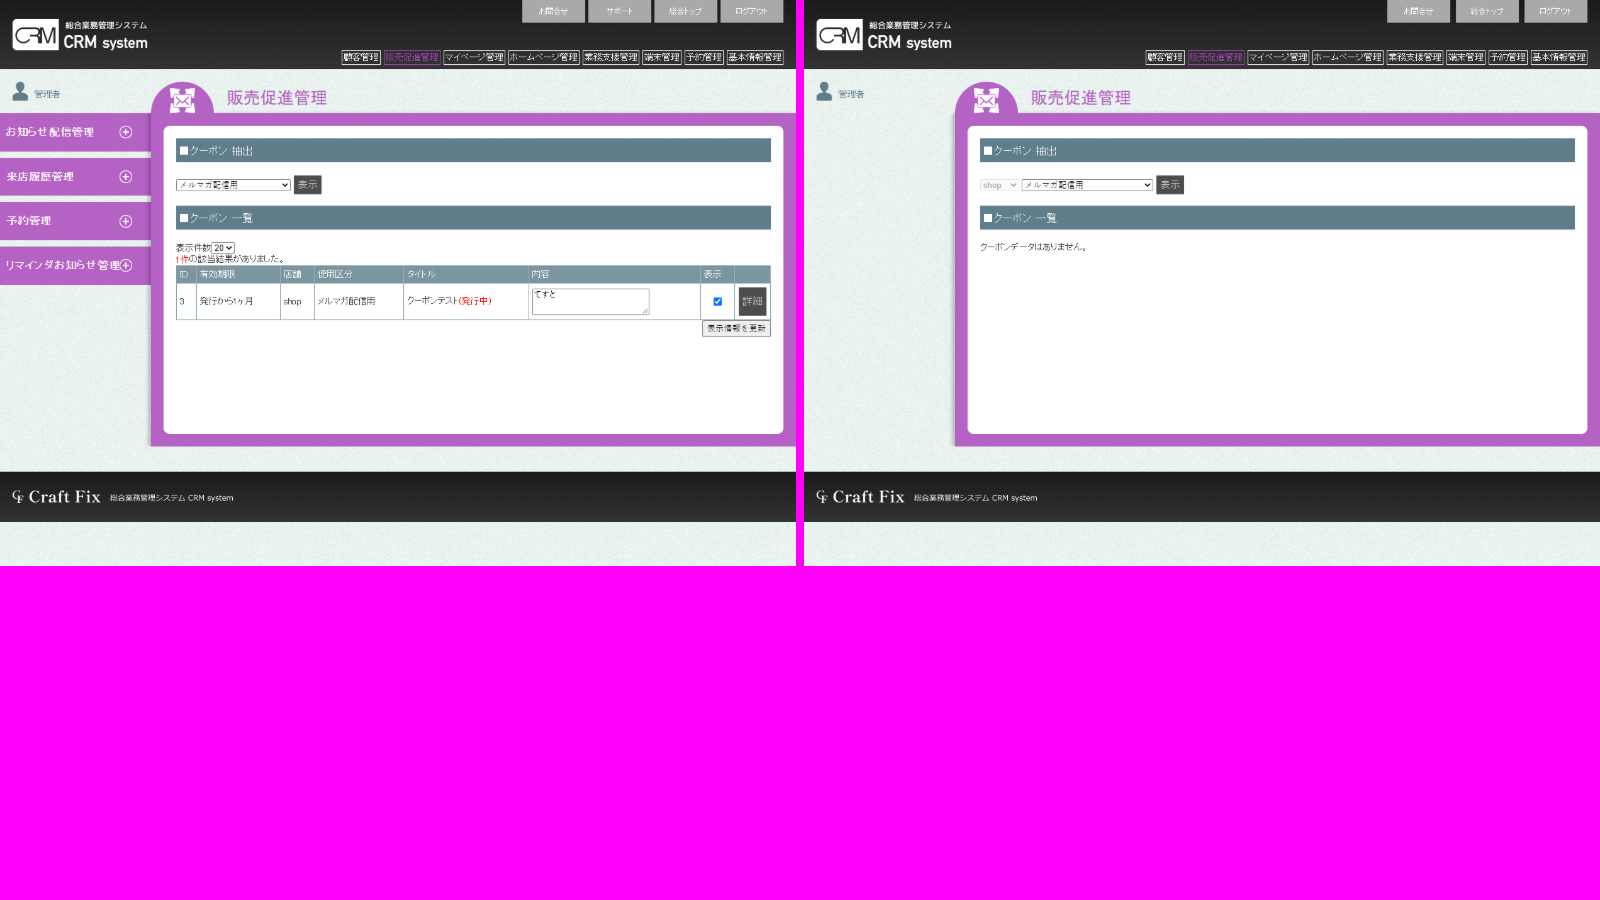 お問合せ サポート 総合トップ ログアウト
CRM 総合業務管理システム
CRM system
顧客管理 販売促進管理 マイページ管理 ホームページ管理 業務支援管理 端末管理 予約管理 基本情報管理
管理者
販売促進管理
お知らせ配信管理
来店履歴管理
予約管理
リマインダお知らせ管理
■クーポン 抽出
メルマガ配信用 表示
■クーポン 一覧
表示件数 20
1件の該当結果がありました。
ID 有効期限 店舗 使用区分 タイトル 内容 表示
3 発行から1ヶ月 shop メルマガ配信用 クーポンテスト(発行中) てすと 詳細
表示情報を更新
CF Craft Fix 総合業務管理システム CRM system
お問合せ 総合トップ ログアウト
CRM 総合業務管理システム
CRM system
顧客管理 販売促進管理 マイページ管理 ホームページ管理 業務支援管理 端末管理 予約管理 基本情報管理
管理者
販売促進管理
■クーポン 抽出
shop メルマガ配信用 表示
■クーポン 一覧
クーポンデータはありません。
CF Craft Fix 総合業務管理システム CRM system